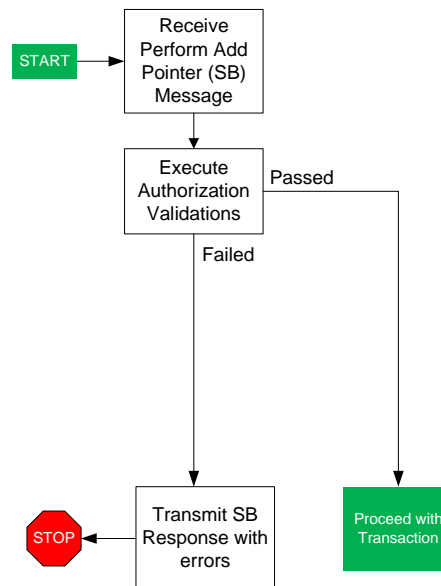 START
Receive
Perform Add
Pointer (SB)
Message
Execute
Authorization
Validations
Passed
Failed
STOP
Transmit SB
Response with
errors
Proceed with
Transaction